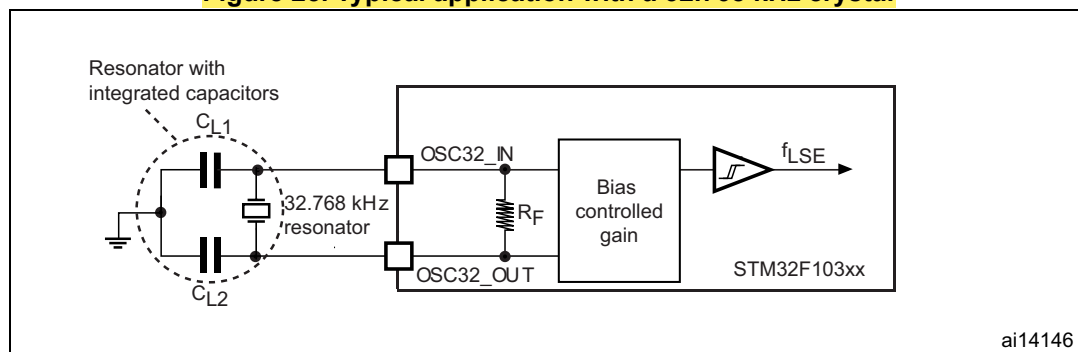 Resonator with
integrated capacitors
CL1
OSC32_IN
fLSE
32.768 kHz
resonator
RF
Bias
controlled
gain
OSC32_OUT
STM32F103xx
CL2
ai14146